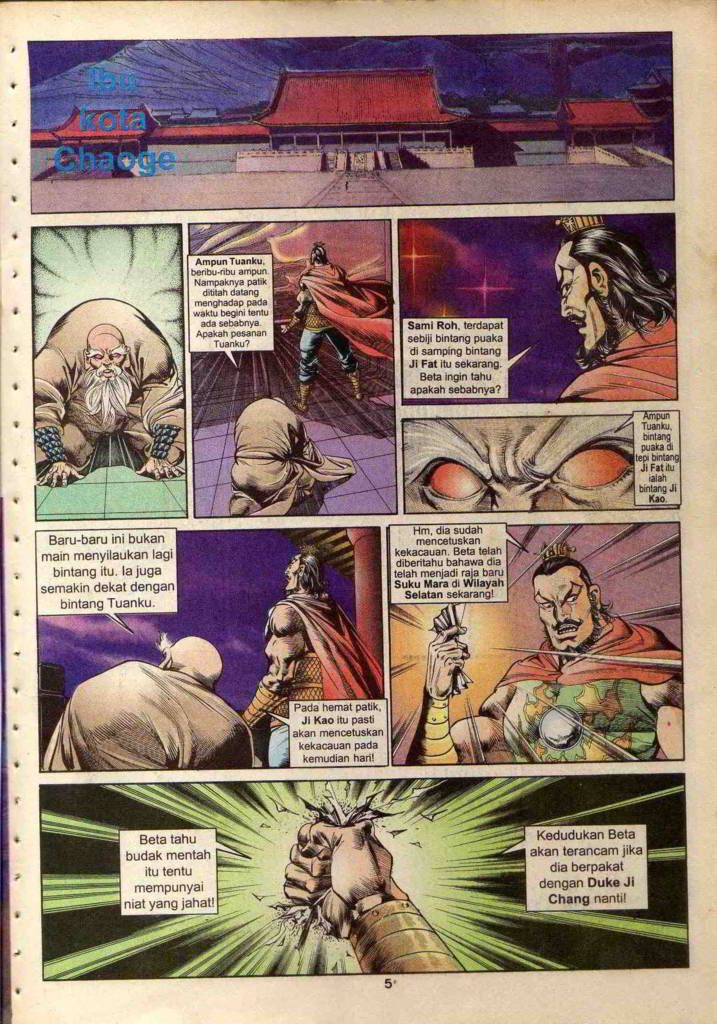 Ibu
kota
Chaoge
Ampun Tuanku,
beribu-ribu ampun.
Nampaknya patik
dititah datang
menghadap pada
waktu begini tentu
ada sebabnya.
Apakah pesanan
Tuanku?
Sami Roh, terdapat
sebiji bintang puaka
di samping bintang
Ji Fat itu sekarang.
Beta ingin tahu
apakah sebabnya?
Ampun
Tuanku,
bintang
puaka di
tepi bintang
Ji Fat itu
ialah
bintang Ji
Kao.
Baru-baru ini bukan
main menyilaukan lagi
bintang itu. Ia juga
semakin dekat dengan
bintang Tuanku.
Pada hemat patik,
Ji Kao itu pasti
akan mencetuskan
kekacauan pada
kemudian hari!
Hm, dia sudah
mencetuskan
kekacauan. Beta telah
diberitahu bahawa dia
telah menjadi raja baru
Suku Mara di Wilayah
Selatan sekarang!
Beta tahu
budak mentah
itu tentu
mempunyai
niat yang jahat!
Kedudukan Beta
akan terancam jika
dia berpakat
dengan Duke Ji
Chang nanti!
5